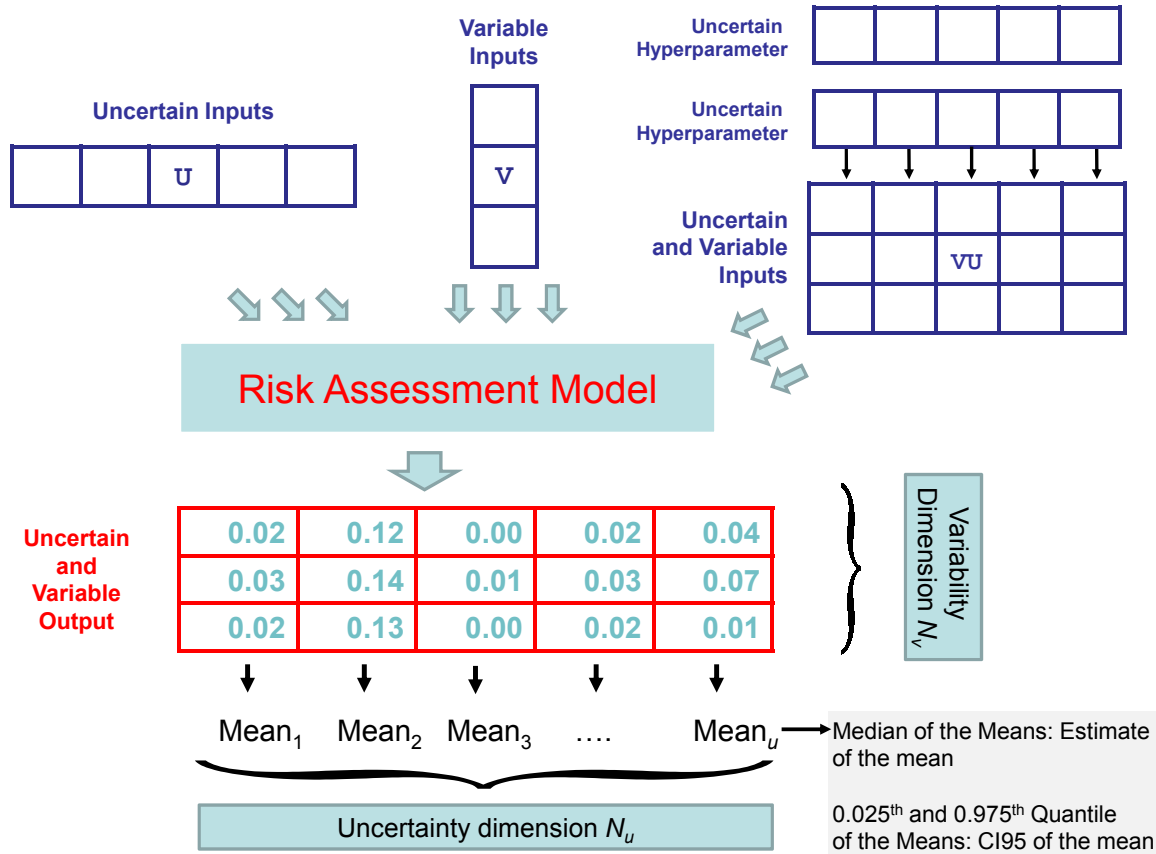 Variable
Inputs
Uncertain
Hyperparameter
Uncertain Inputs
Uncertain
Hyperparameter
U
V
Uncertain
and Variable
Inputs
VU
Risk Assessment Model
Uncertain
and
Variable
Output
0.02 0.12 0.00 0.02 0.04
0.03 0.14 0.01 0.03 0.07
0.02 0.13 0.00 0.02 0.01
Variability
Dimension Nᵥ
Mean₁ Mean₂ Mean₃ …. Meanᵤ
Median of the Means: Estimate
of the mean
0.025ᵗʰ and 0.975ᵗʰ Quantile
of the Means: CI95 of the mean
Uncertainty dimension Nᵤ